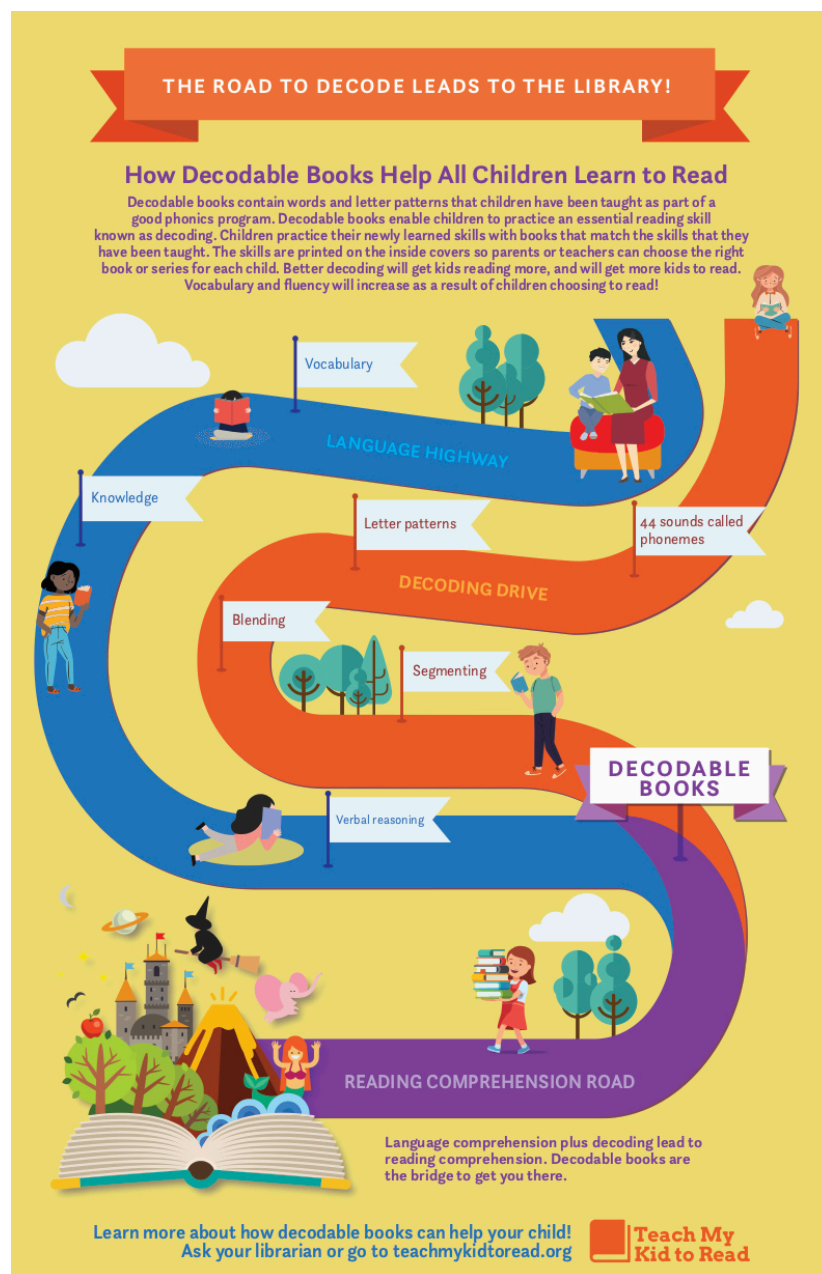 THE ROAD TO DECODE LEADS TO THE LIBRARY!
How Decodable Books Help All Children Learn to Read
Decodable books contain words and letter patterns that children have been taught as part of a
good phonics program. Decodable books enable children to practice an essential reading skill
known as decoding. Children practice their newly learned skills with books that match the skills that they
have been taught. The skills are printed on the inside covers so parents or teachers can choose the right
book or series for each child. Better decoding will get kids reading more, and will get more kids to read.
Vocabulary and fluency will increase as a result of children choosing to read!
Vocabulary
LANGUAGE HIGHWAY
Knowledge
Letter patterns
44 sounds called
phonemes
DECODING DRIVE
Blending
Segmenting
DECODABLE
BOOKS
Verbal reasoning
READING COMPREHENSION ROAD
Language comprehension plus decoding lead to
reading comprehension. Decodable books are
the bridge to get you there.
Learn more about how decodable books can help your child!
Ask your librarian or go to teachmykidtoread.org
Teach My
Kid to Read